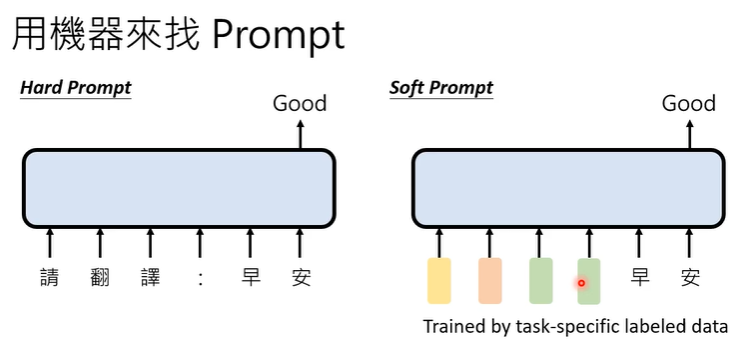 用機器來找 Prompt
Hard Prompt
Good
請 翻 譯 : 早 安
Soft Prompt
Good
早 安
Trained by task-specific labeled data